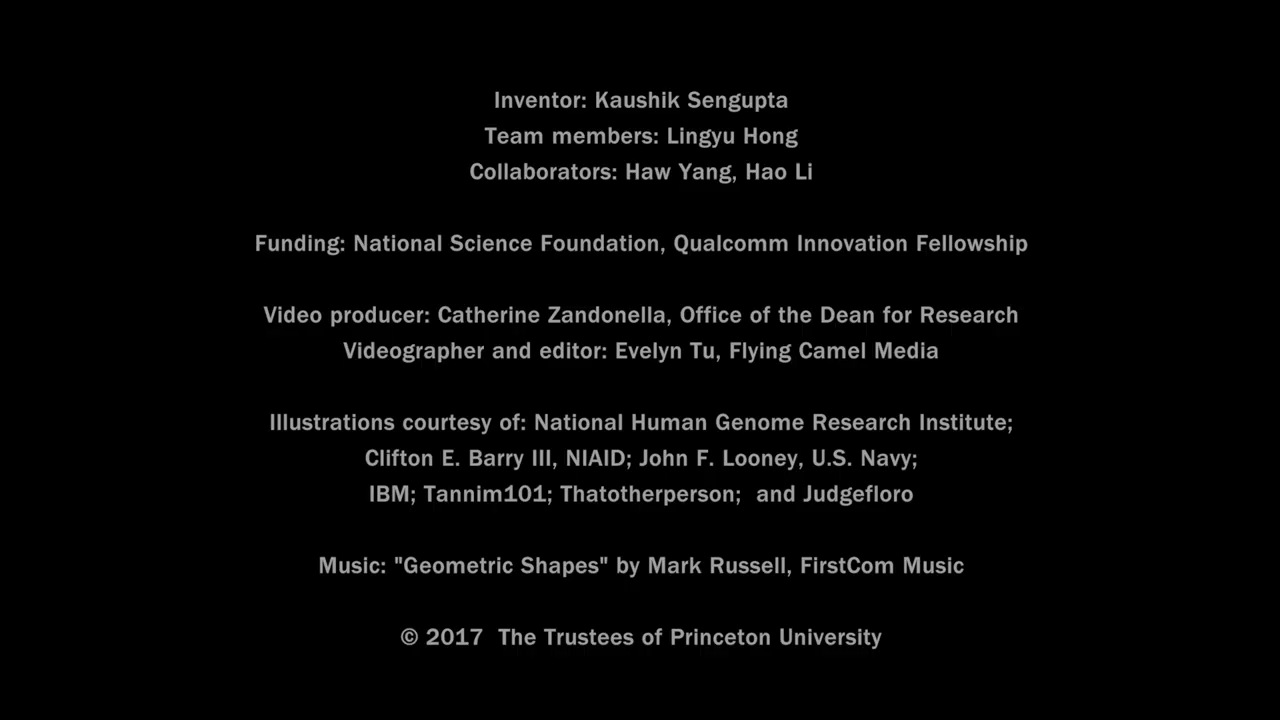 Inventor: Kaushik Sengupta
Team members: Lingyu Hong
Collaborators: Haw Yang, Hao Li
Funding: National Science Foundation, Qualcomm Innovation Fellowship
Video producer: Catherine Zandonella, Office of the Dean for Research
Videographer and editor: Evelyn Tu, Flying Camel Media
Illustrations courtesy of: National Human Genome Research Institute;
Clifton E. Barry III, NIAID; John F. Looney, U.S. Navy;
IBM; Tannim101; Thatotherperson;  and Judgefloro
Music: "Geometric Shapes" by Mark Russell, FirstCom Music
© 2017  The Trustees of Princeton University